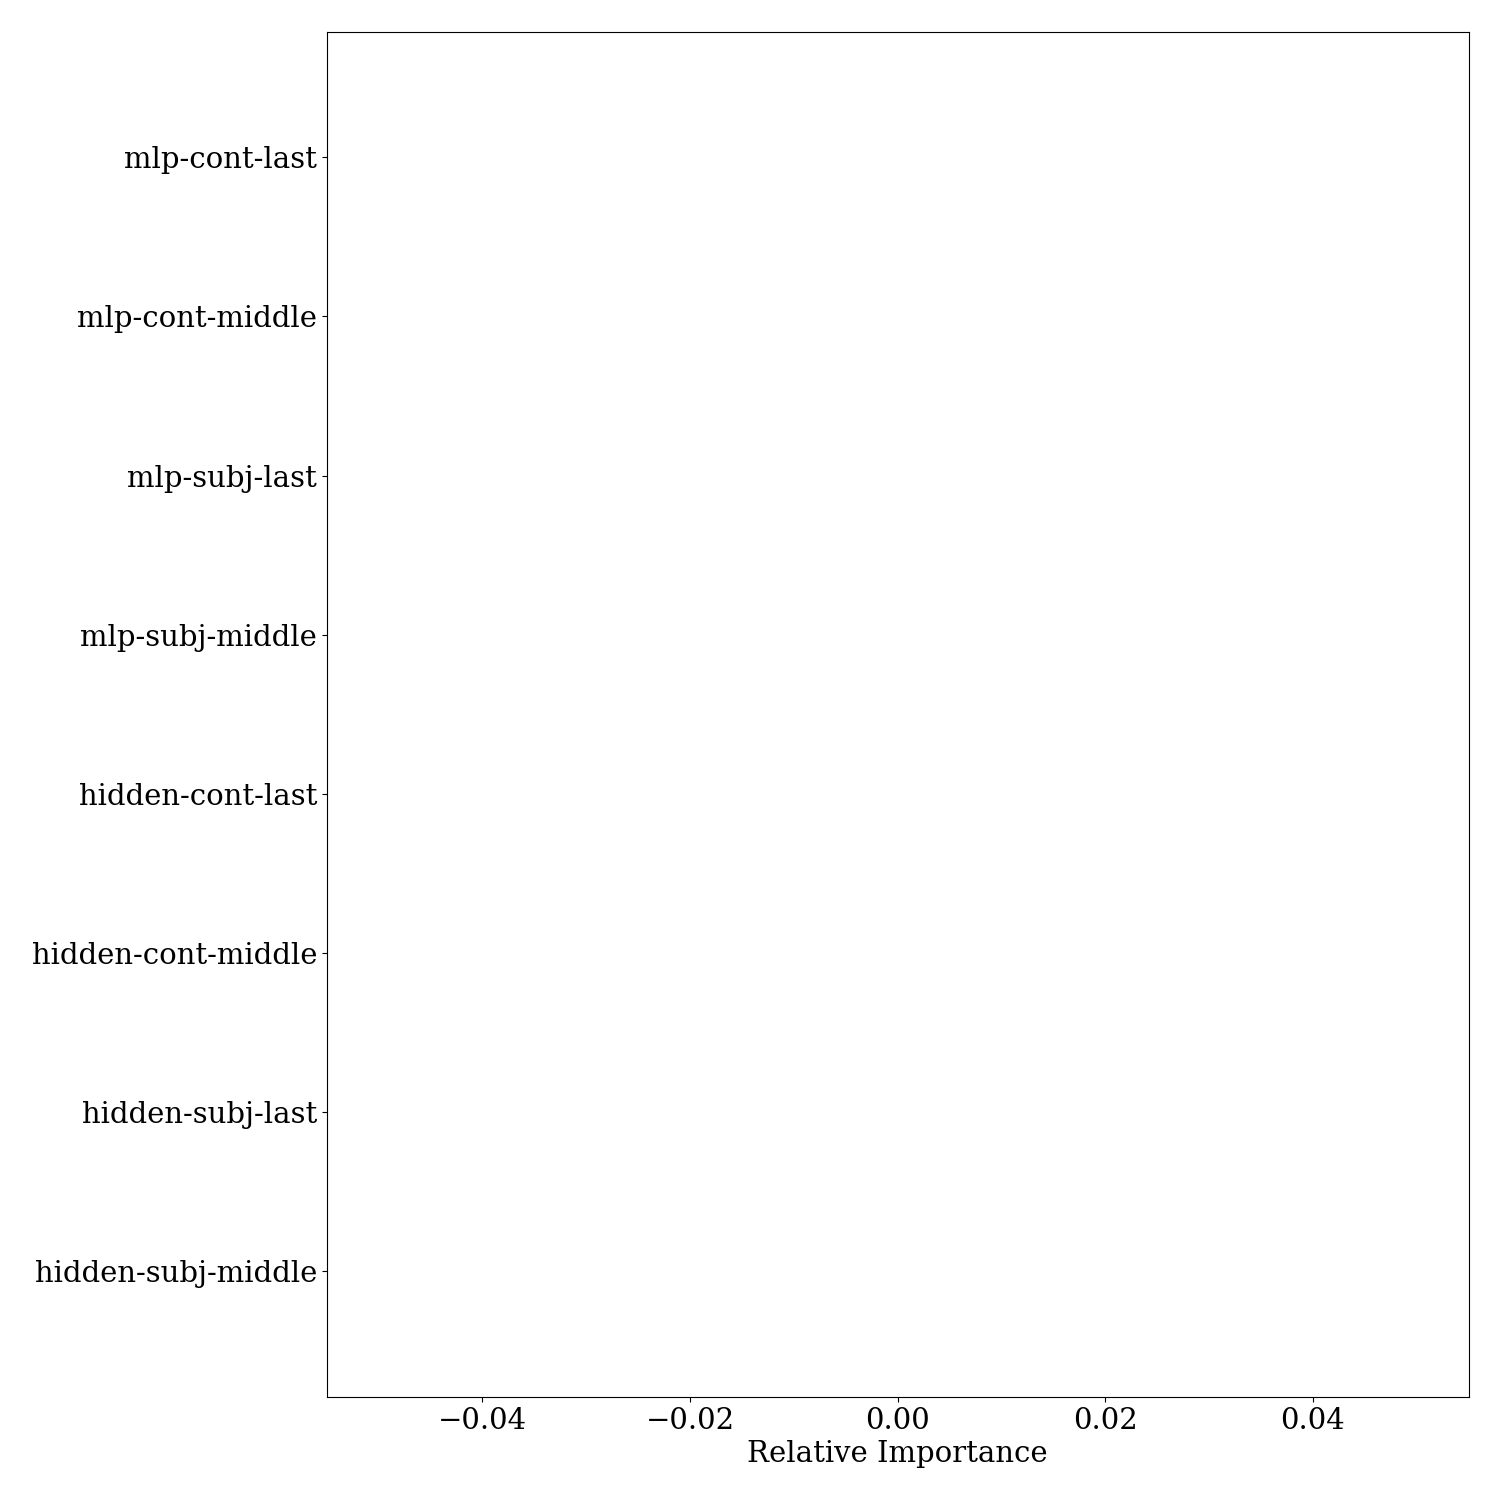 mlp-cont-last
mlp-cont-middle
mlp-subj-last
mlp-subj-middle
hidden-cont-last
hidden-cont-middle
hidden-subj-last
hidden-subj-middle
−0.04 −0.02 0.00 0.02 0.04
Relative Importance